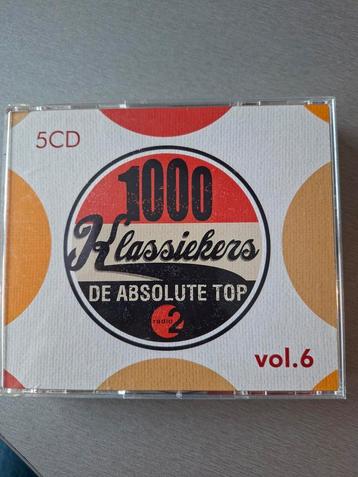 5CD
1000
Klassiekers
DE ABSOLUTE TOP
radio 2
vol.6